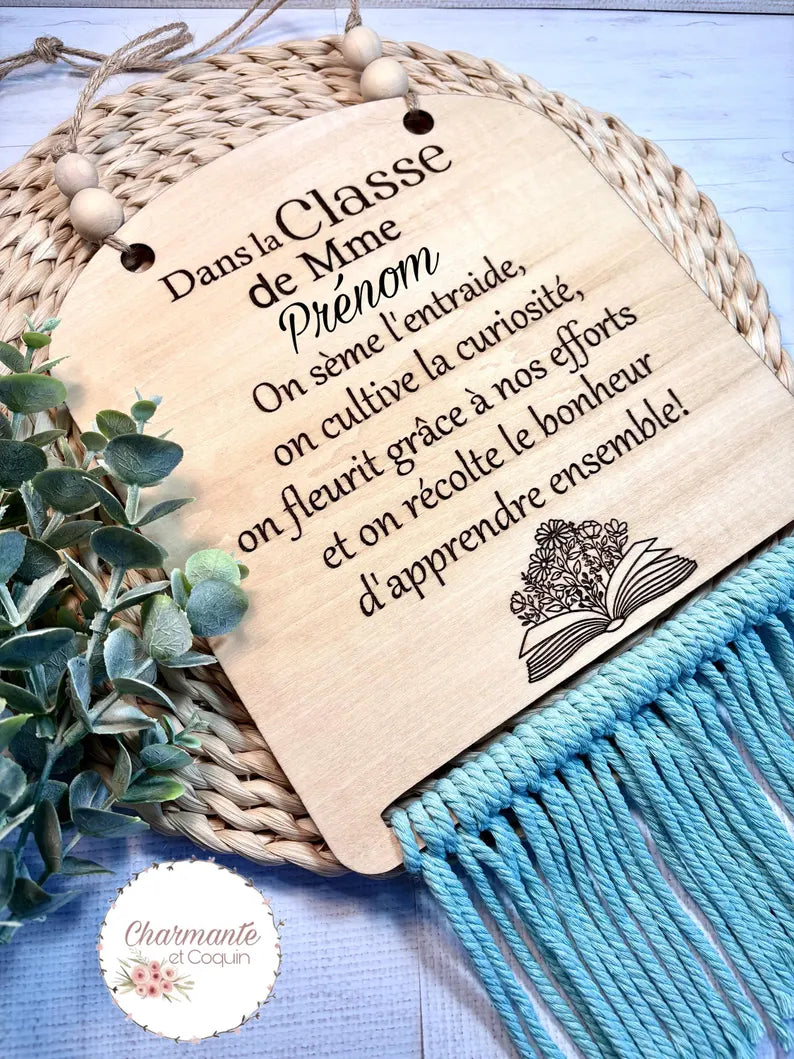 Dans la Classe
de Mme
Prénom
On sème l'entraide,
on cultive la curiosité,
on fleurit grâce à nos efforts
et on récolte le bonheur
d'apprendre ensemble!
Charmante
et Coquin